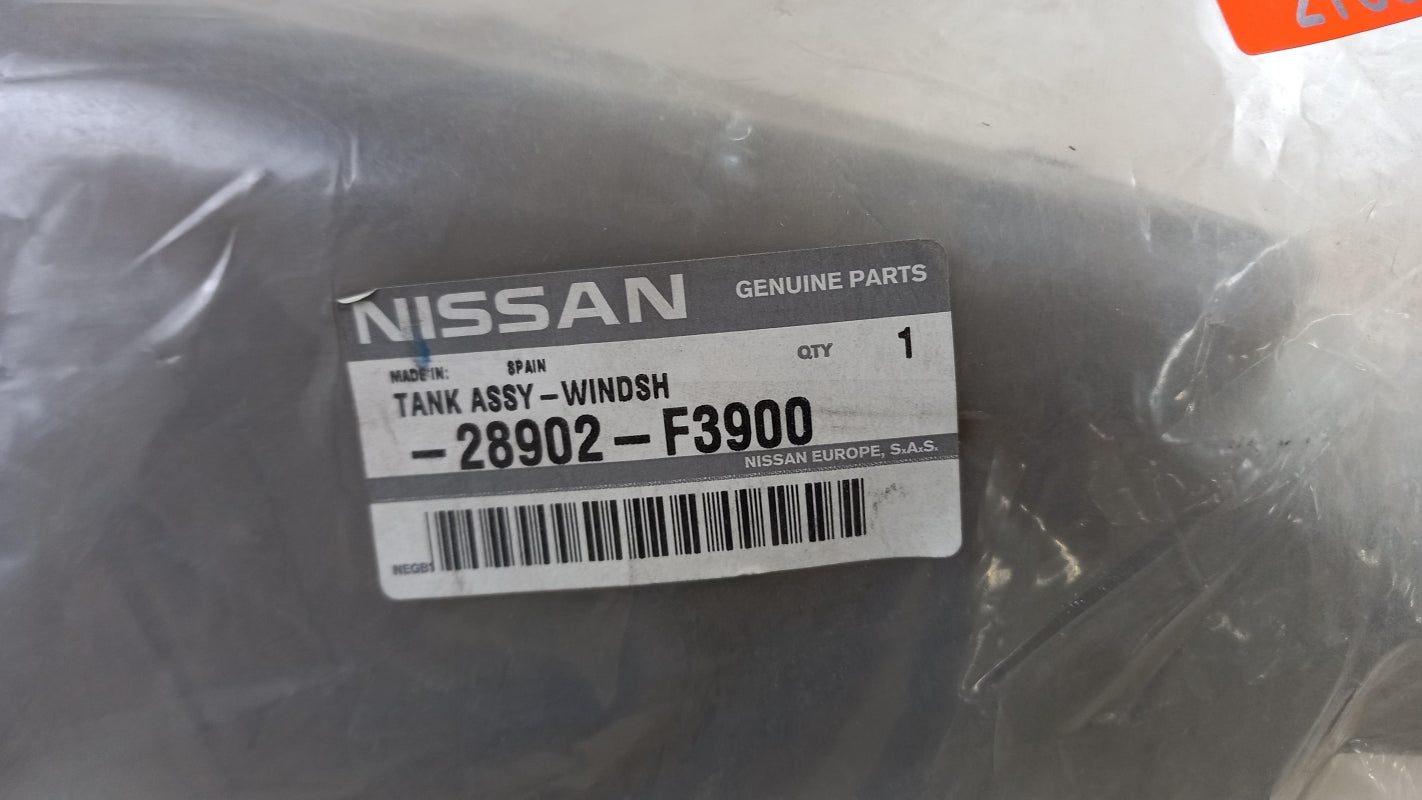 NISSAN GENUINE PARTS
QTY 1
MADE IN: SPAIN
TANK ASSY-WINDSH
-28902-F3900
NISSAN EUROPE, S.A.S.
NEGB1